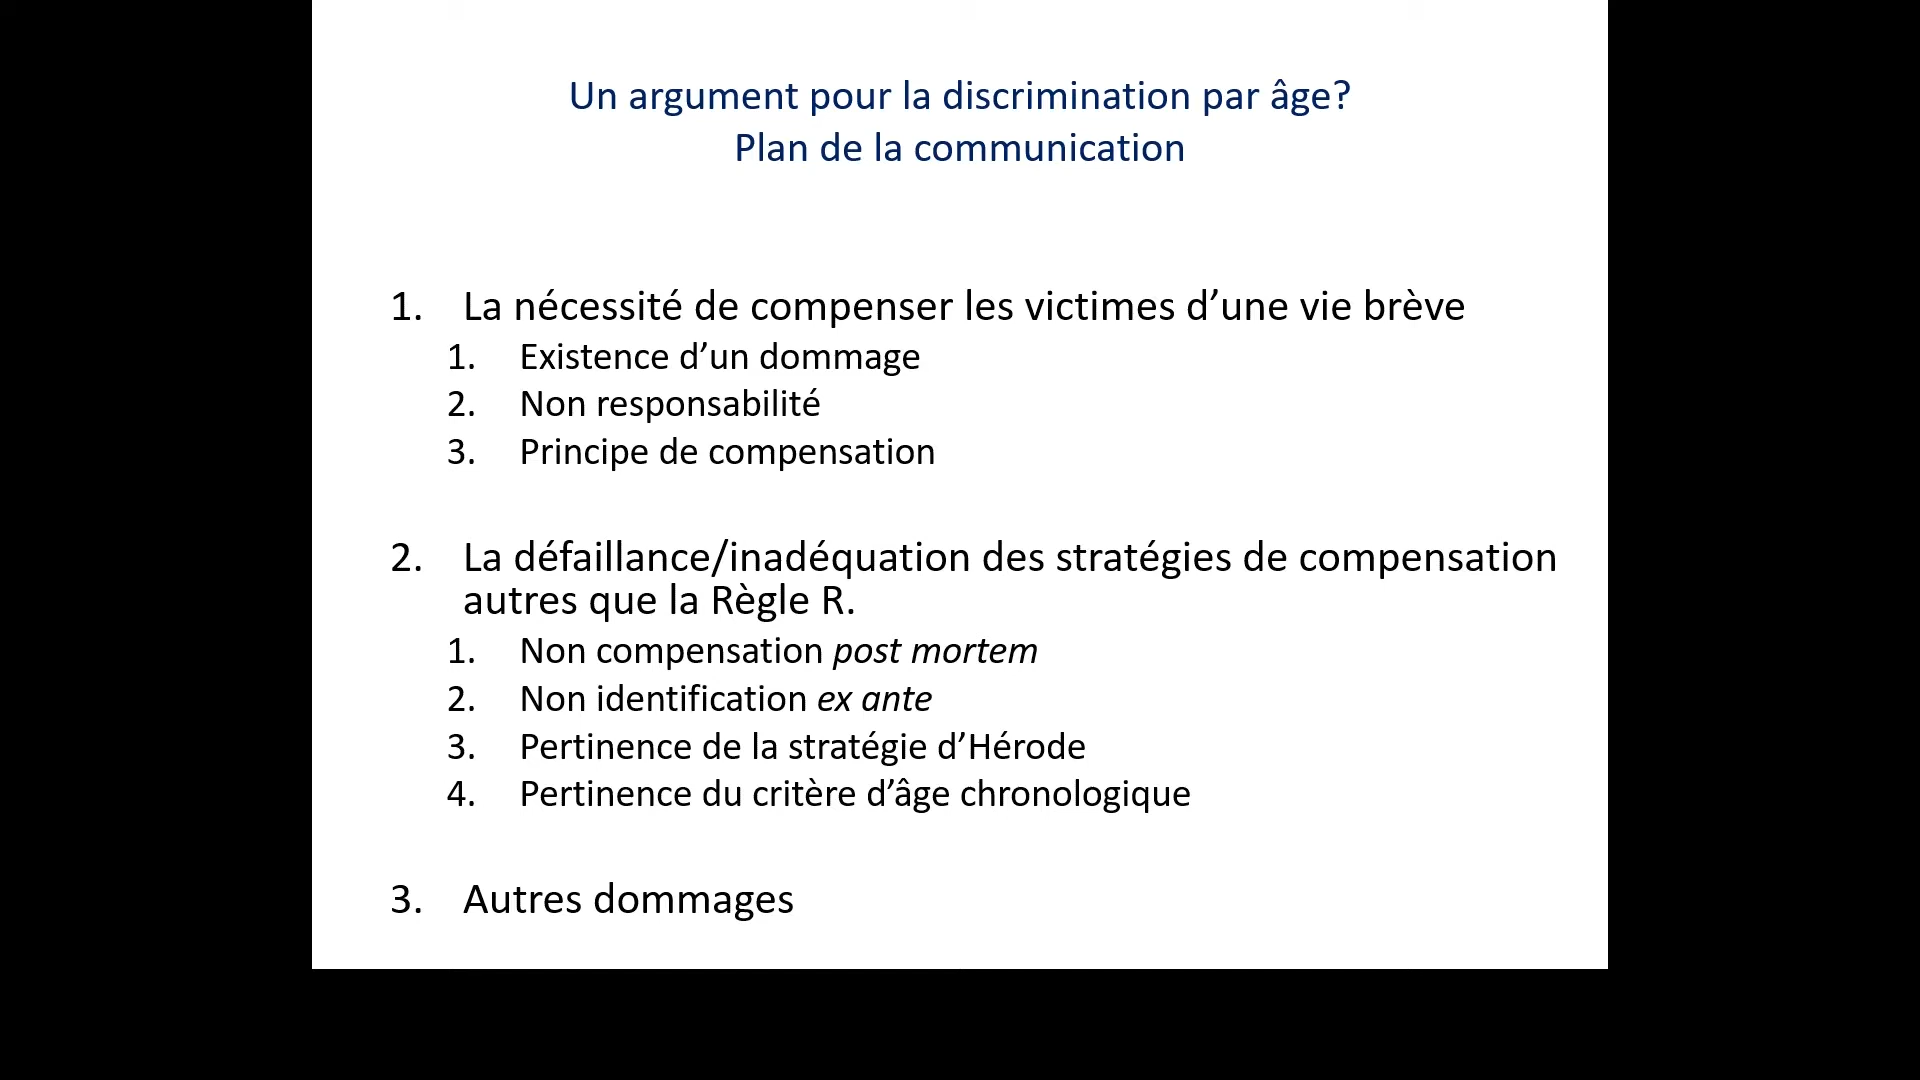 Un argument pour la discrimination par âge?
Plan de la communication
1. La nécessité de compenser les victimes d’une vie brève
1. Existence d’un dommage
2. Non responsabilité
3. Principe de compensation
2. La défaillance/inadéquation des stratégies de compensation
autres que la Règle R.
1. Non compensation post mortem
2. Non identification ex ante
3. Pertinence de la stratégie d’Hérode
4. Pertinence du critère d’âge chronologique
3. Autres dommages